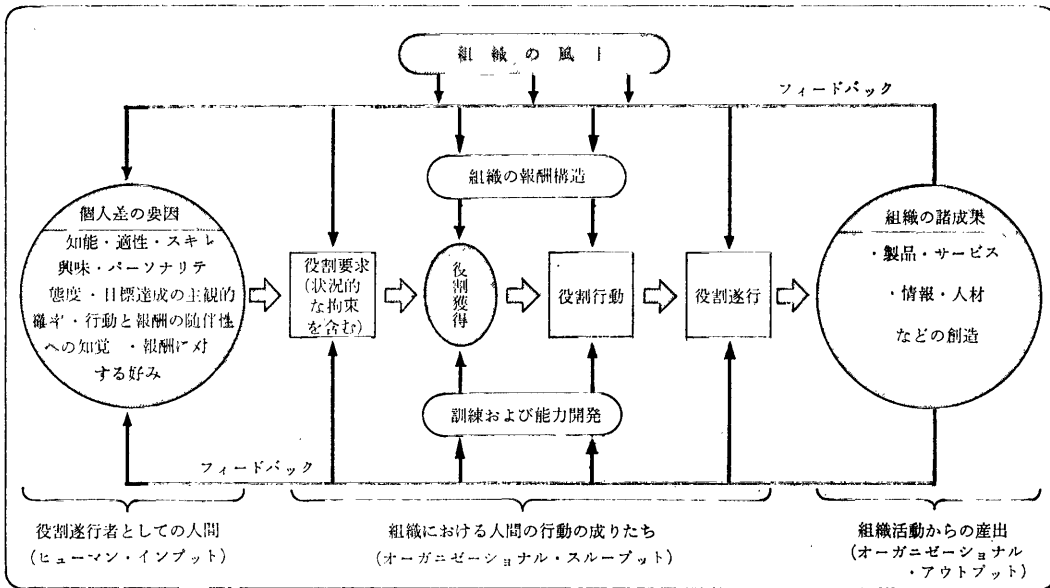 組織の風土
フィードバック
組織の報酬構造
個人差の要因
知能・適性・スキル
興味・パーソナリテ
態度・目標達成の主観的
確率・行動と報酬の随伴性
への知覚・報酬に対
する好み
役割要求
(状況的
な拘束
を含む)
役割獲得
役割行動
役割遂行
組織の諸成果
・製品・サービス
・情報・人材
などの創造
訓練および能力開発
フィードバック
役割遂行者としての人間
(ヒューマン・インプット)
組織における人間の行動の成りたち
(オーガニゼーショナル・スループット)
組織活動からの産出
(オーガニゼーショナル
・アウトプット)